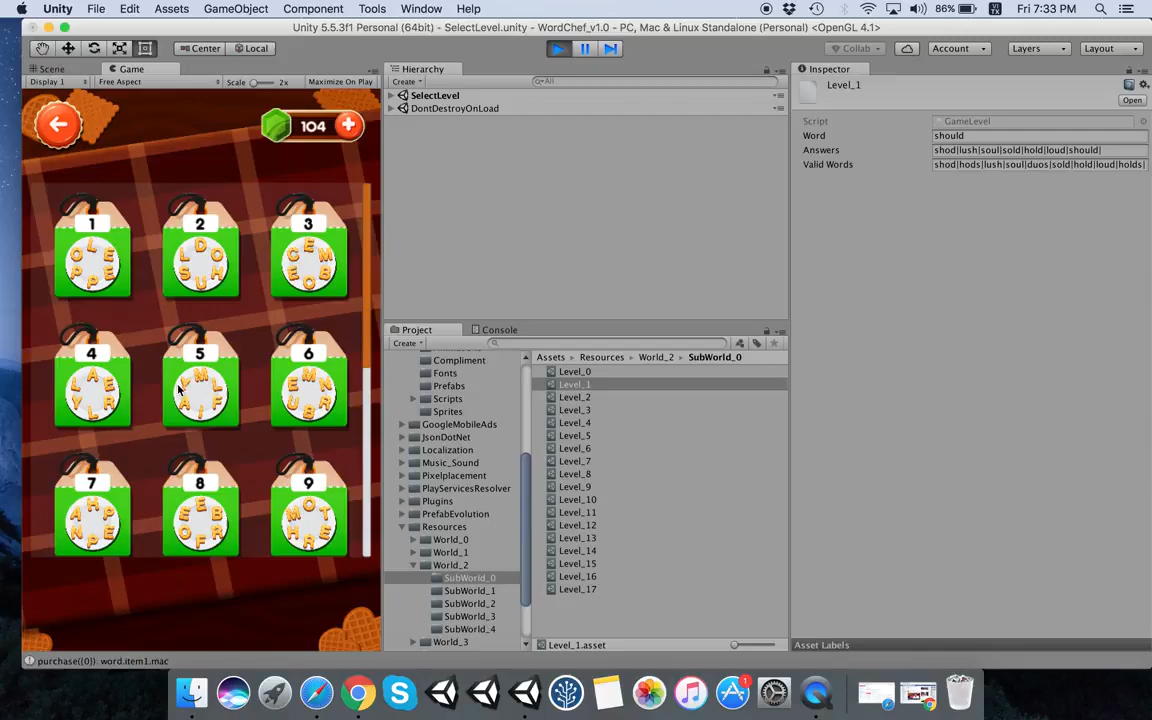 Unity File Edit Assets GameObject Component Tools Window Help 86% Fri 7:33 PM
Unity 5.5.3f1 Personal (64bit) - SelectLevel.unity - WordChef_v1.0 - PC, Mac & Linux Standalone (Personal) <OpenGL 4.1>
Center Local Collab Account Layers Layout
Scene Game Hierarchy Inspector
Display 1 Free Aspect Scale 2x Maximize On Play Create All Level_1
Open
SelectLevel
DontDestroyOnLoad
104
Script GameLevel
Word should
Answers shod|lush|soul|sold|hold|loud|should|
Valid Words shod|hods|lush|soul|duos|sold|hold|loud|holds|
1 2 3
L E E P P O
D O H U S L
E M B O E C
4 5 6
A E R L Y L
M L F I A Y
M N R B U E
7 8 9
H P E P N A
E B R F O E
O T E R H M
Project Console
Create
Compliment
Fonts
Prefabs
Scripts
Sprites
GoogleMobileAds
JsonDotNet
Localization
Music_Sound
Pixelplacement
PlayServicesResolver
Plugins
PrefabEvolution
Resources
World_0
World_1
World_2
SubWorld_0
SubWorld_1
SubWorld_2
SubWorld_3
SubWorld_4
World_3
Assets Resources World_2 SubWorld_0
Level_0
Level_1
Level_2
Level_3
Level_4
Level_5
Level_6
Level_7
Level_8
Level_9
Level_10
Level_11
Level_12
Level_13
Level_14
Level_15
Level_16
Level_17
Level_1.asset
Asset Labels
purchase({0}) word.item1.mac
1